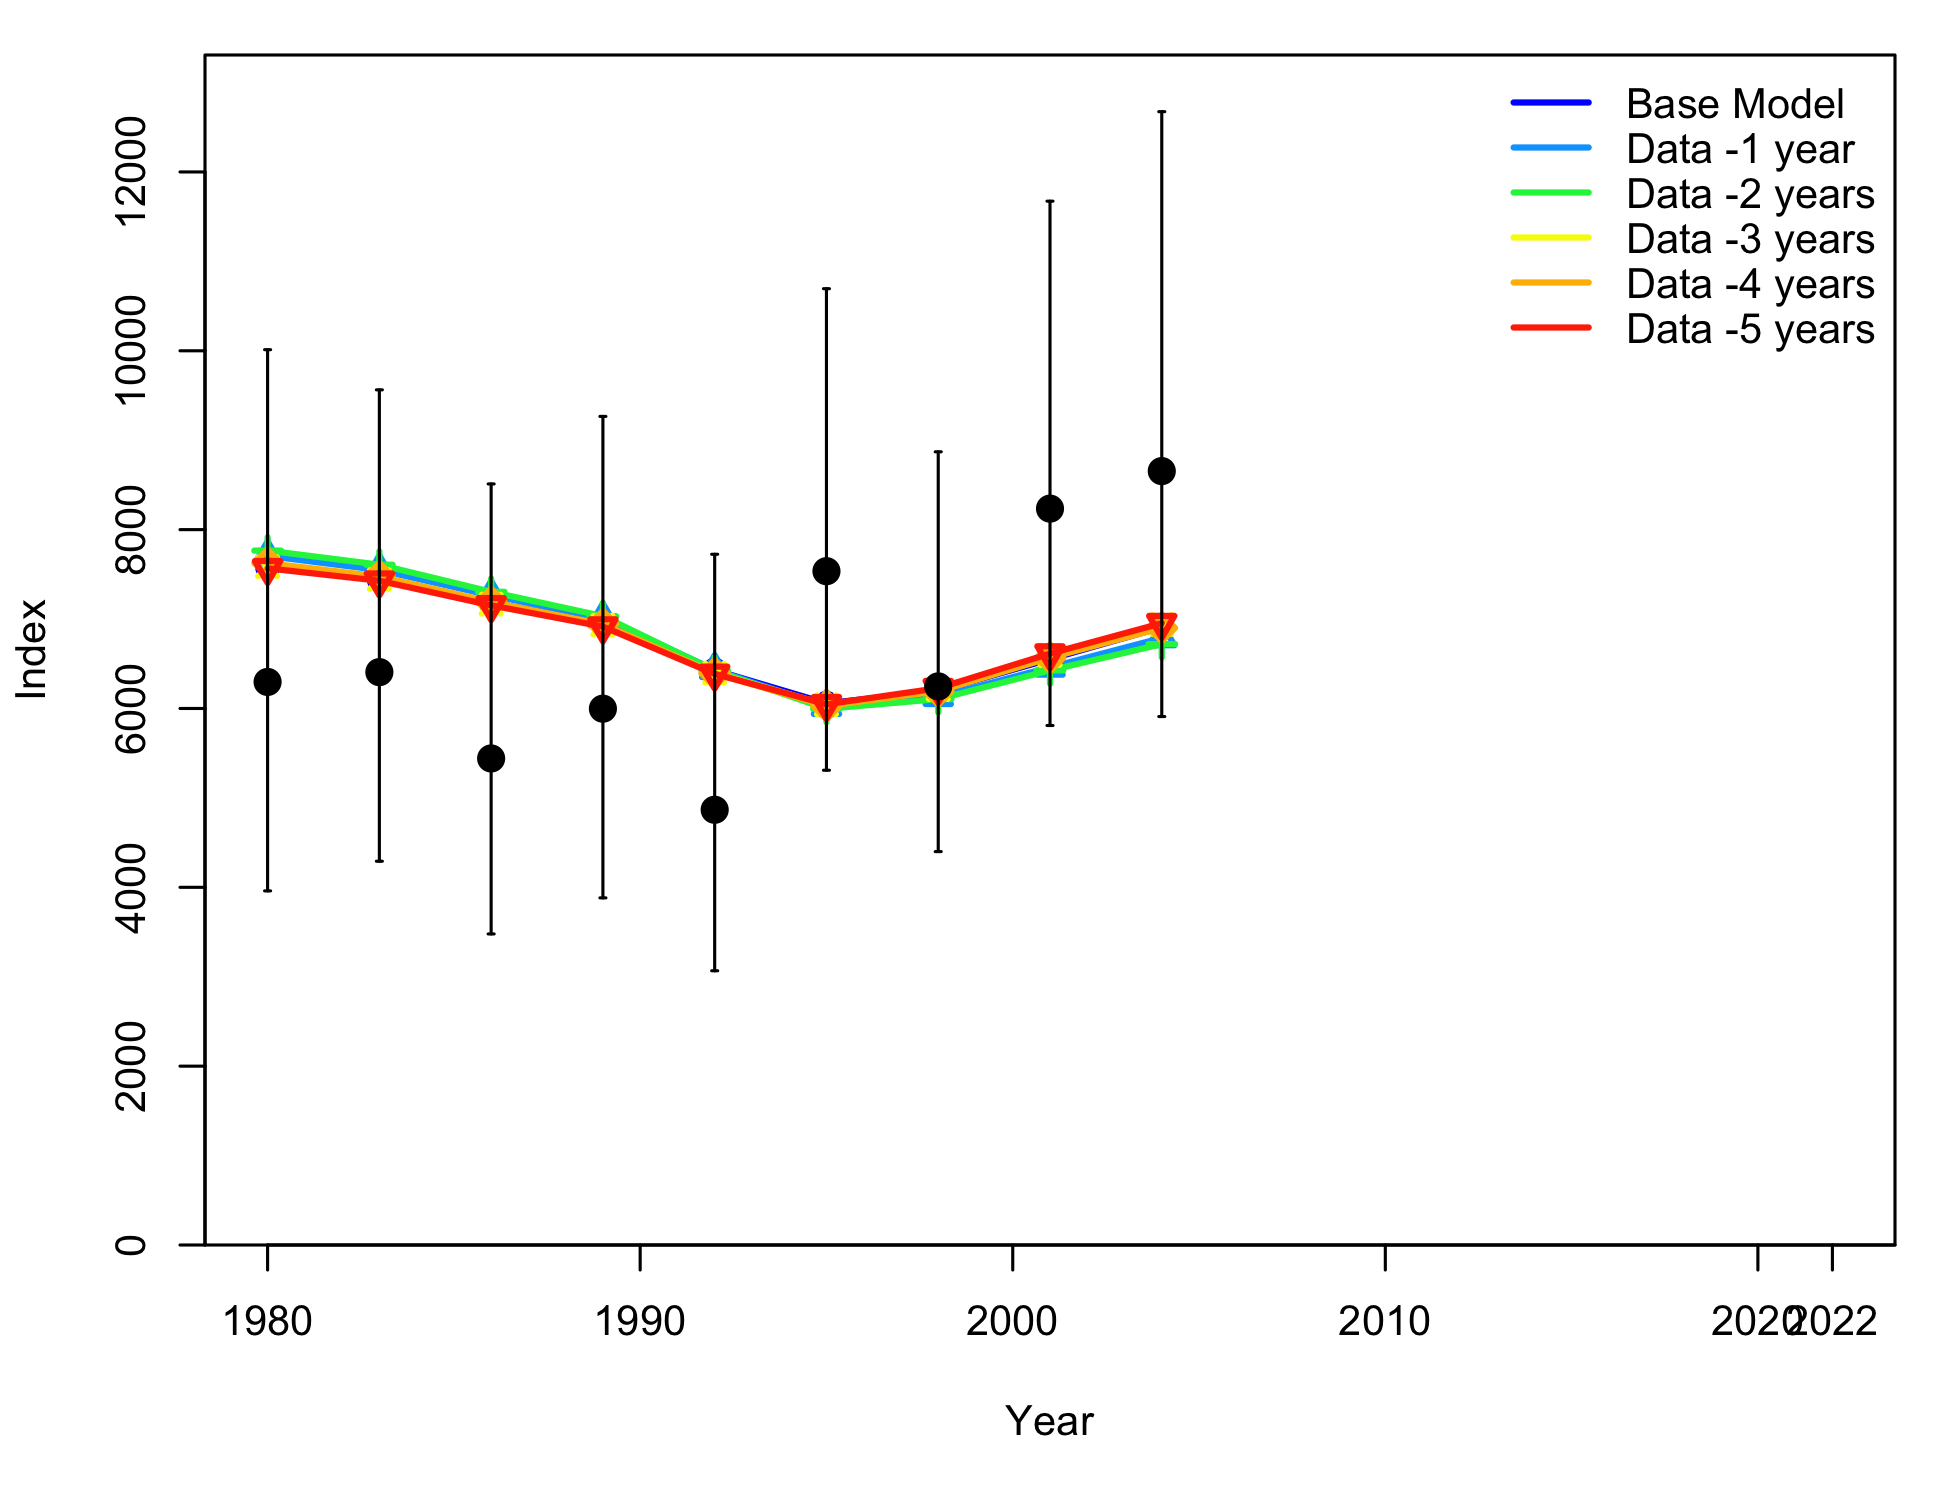 Base Model
Data -1 year
Data -2 years
Data -3 years
Data -4 years
Data -5 years
12000
10000
8000
6000
4000
2000
0
Index
1980 1990 2000 2010 2020 2022
Year